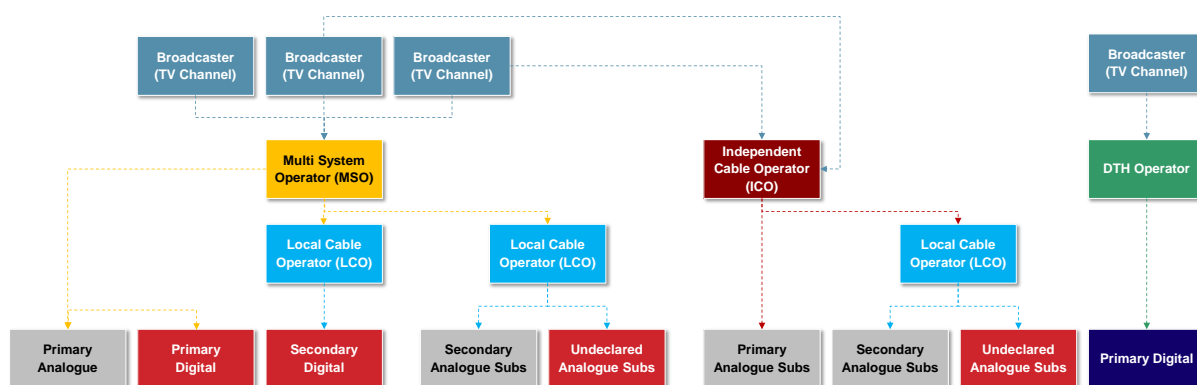 Broadcaster
(TV Channel)
Broadcaster
(TV Channel)
Broadcaster
(TV Channel)
Broadcaster
(TV Channel)
Multi System
Operator (MSO)
Independent
Cable Operator
(ICO)
DTH Operator
Local Cable
Operator (LCO)
Local Cable
Operator (LCO)
Local Cable
Operator (LCO)
Primary
Analogue
Primary
Digital
Secondary
Digital
Secondary
Analogue Subs
Undeclared
Analogue Subs
Primary
Analogue Subs
Secondary
Analogue Subs
Undeclared
Analogue Subs
Primary Digital